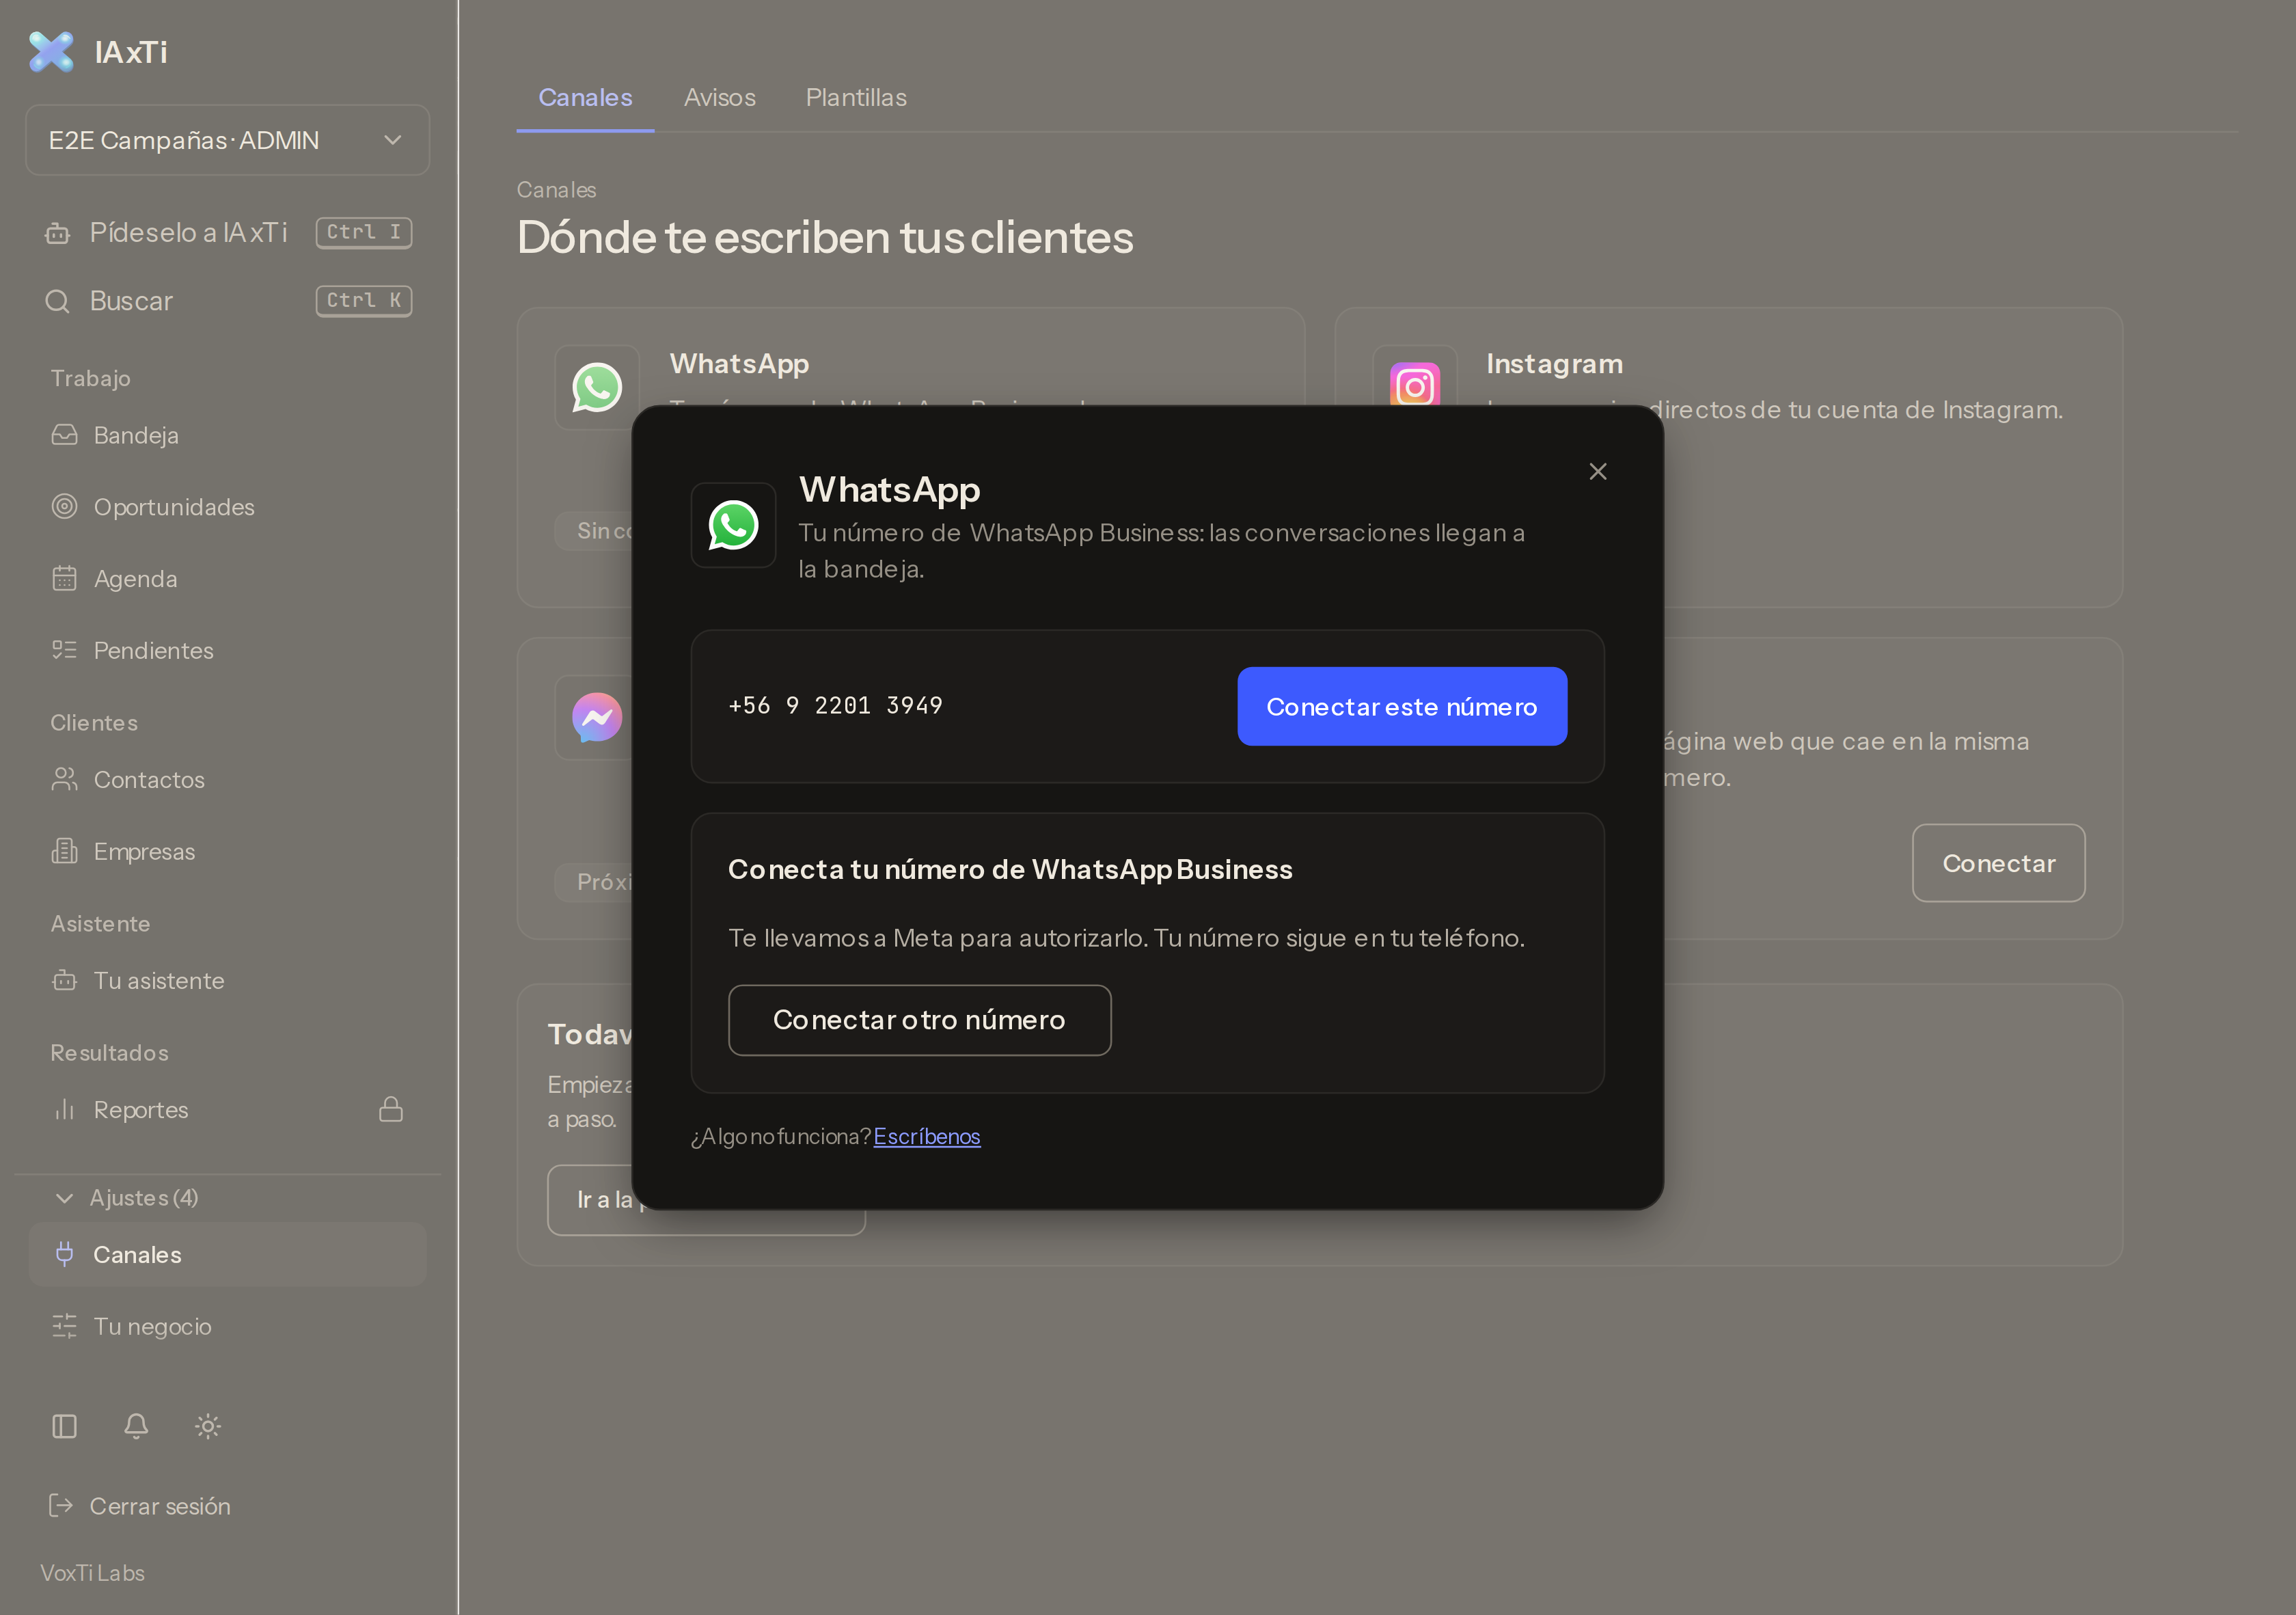 IAxTi
E2E Campañas · ADMIN
Pídeselo a IAxTi
Ctrl I
Buscar
Ctrl K
Trabajo
Bandeja
Oportunidades
Agenda
Pendientes
Clientes
Contactos
Empresas
Asistente
Tu asistente
Resultados
Reportes
Ajustes (4)
Canales
Tu negocio
Cerrar sesión
VoxTi Labs
Canales
Avisos
Plantillas
Canales
Dónde te escriben tus clientes
WhatsApp
Sin
Instagram
directos de tu cuenta de Instagram.
web que cae en la misma
Conectar
Empieza
a paso.
Ir a la
WhatsApp
Tu número de WhatsApp Business: las conversaciones llegan a
la bandeja.
+56 9 2201 3949
Conectar este número
Conecta tu número de WhatsApp Business
Te llevamos a Meta para autorizarlo. Tu número sigue en tu teléfono.
Conectar otro número
¿Algo no funciona? Escríbenos